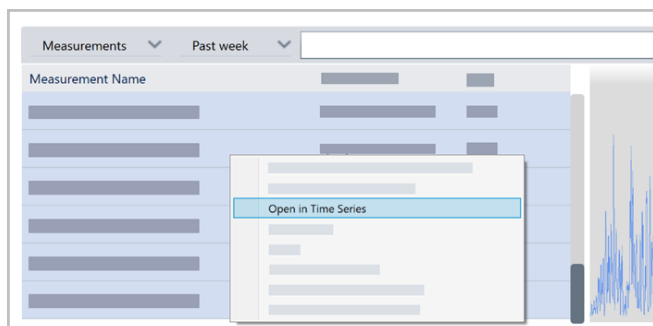 Measurements Past week
Measurement Name
Open in Time Series